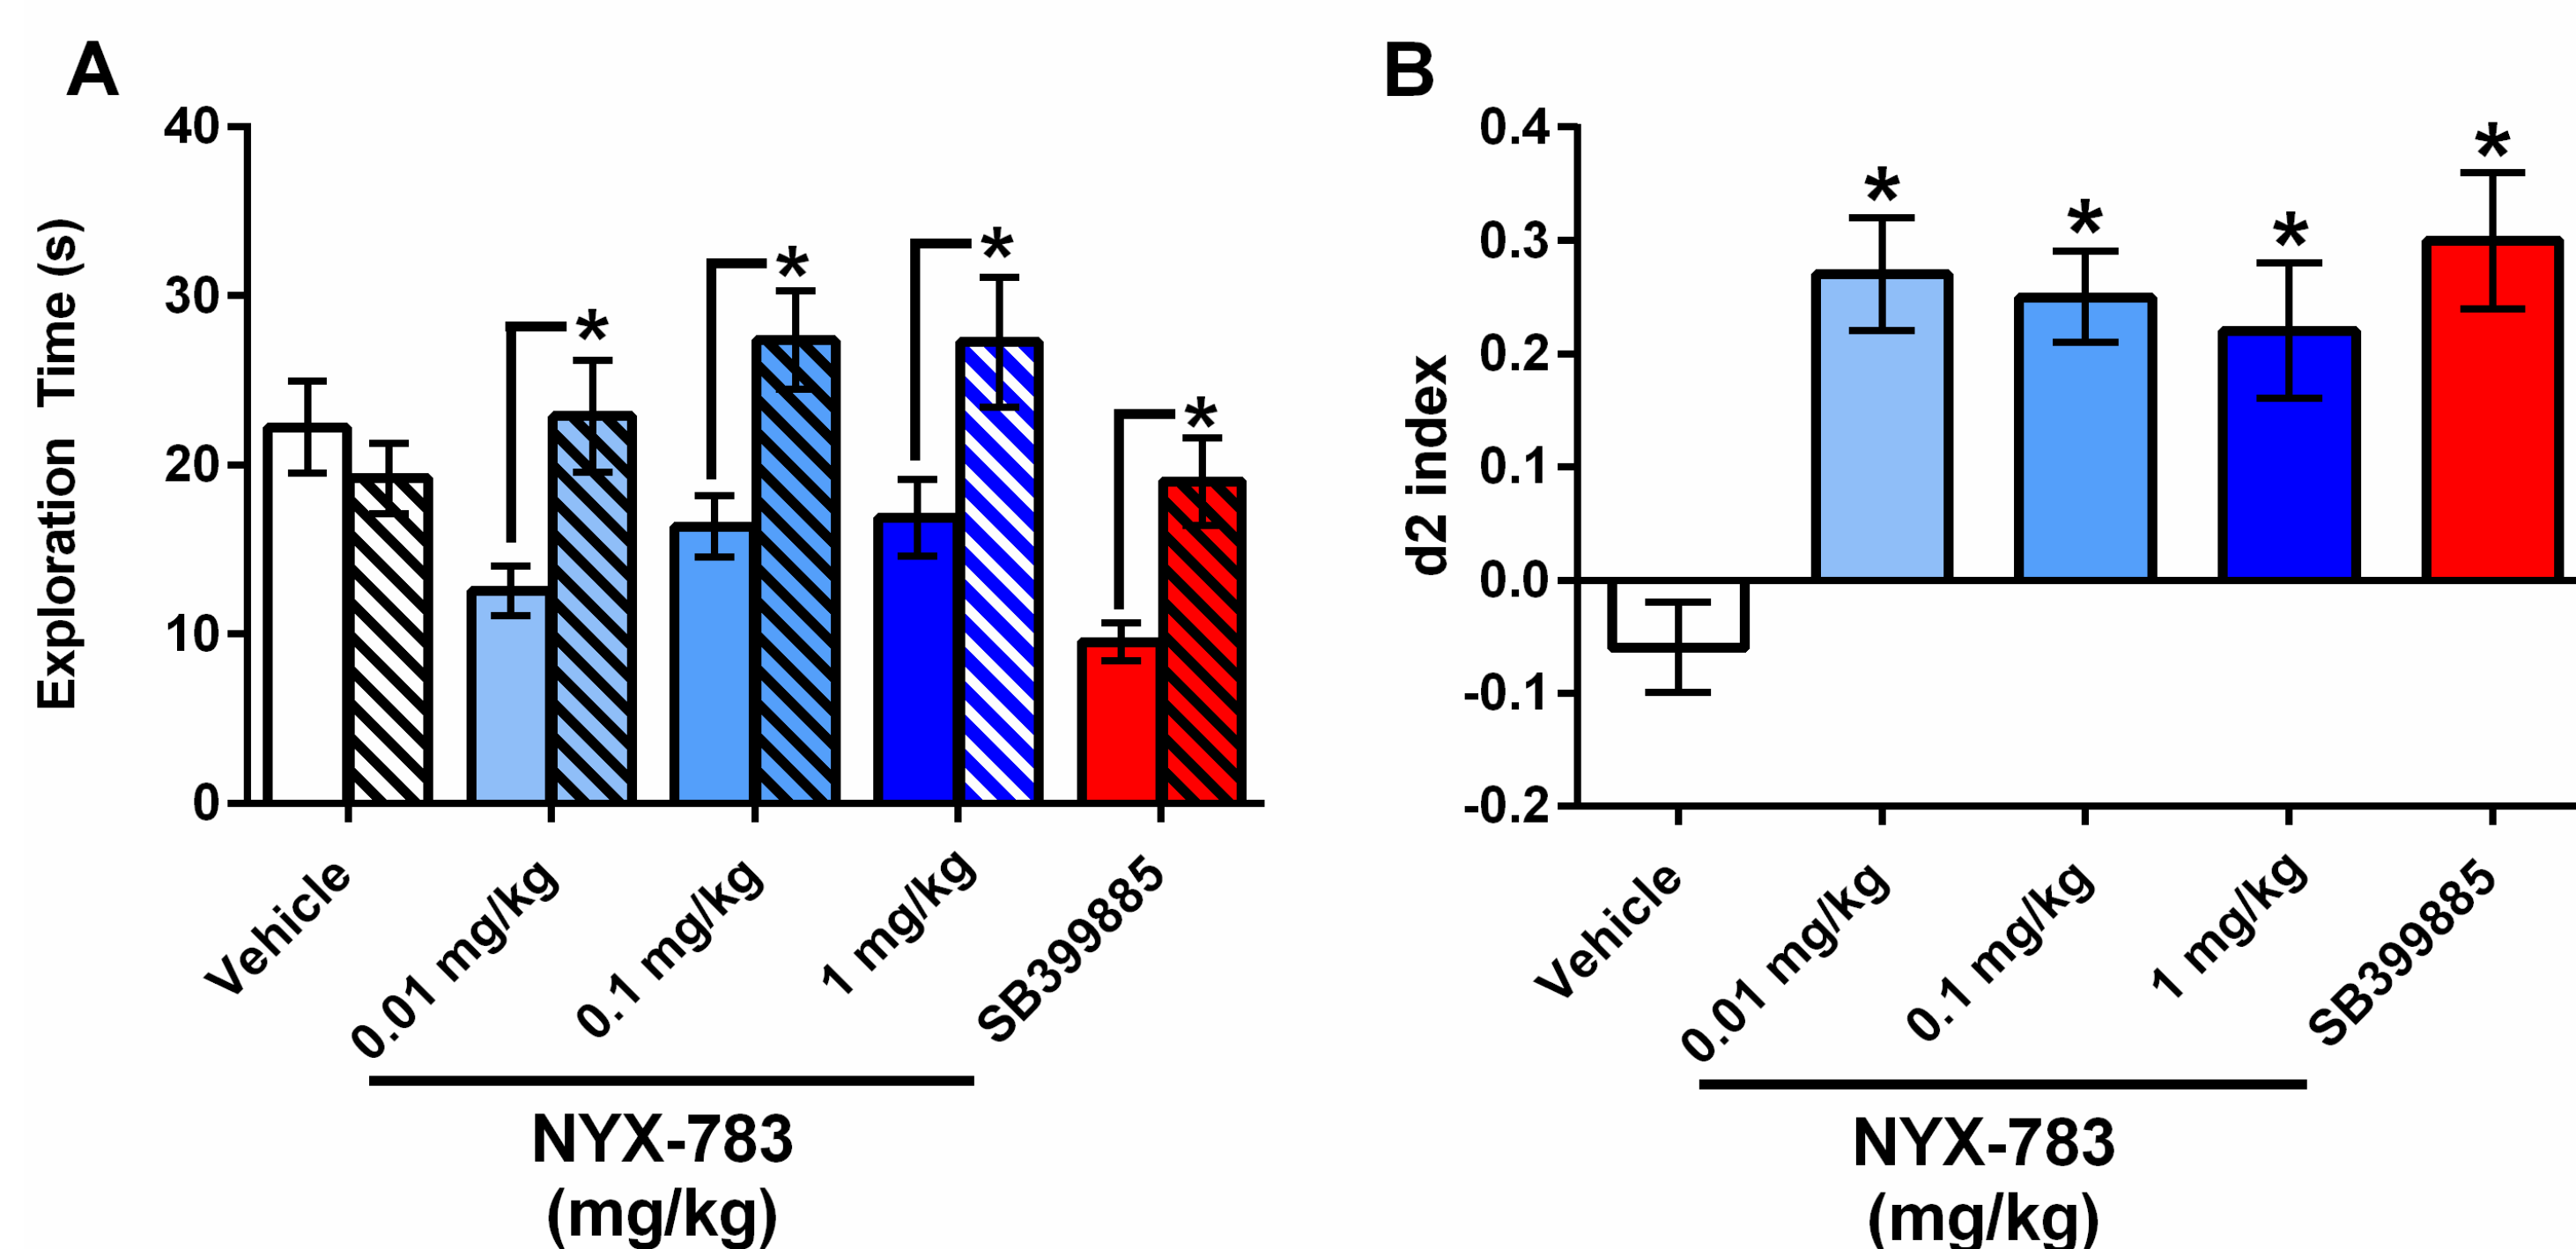 A
Exploration Time (s)
40
30
20
10
0
*
*
*
*
Vehicle
0.01 mg/kg
0.1 mg/kg
1 mg/kg
SB399885
NYX-783
(mg/kg)
B
d2 index
0.4
0.3
0.2
0.1
0.0
-0.1
-0.2
*
*
*
*
Vehicle
0.01 mg/kg
0.1 mg/kg
1 mg/kg
SB399885
NYX-783
(mg/kg)